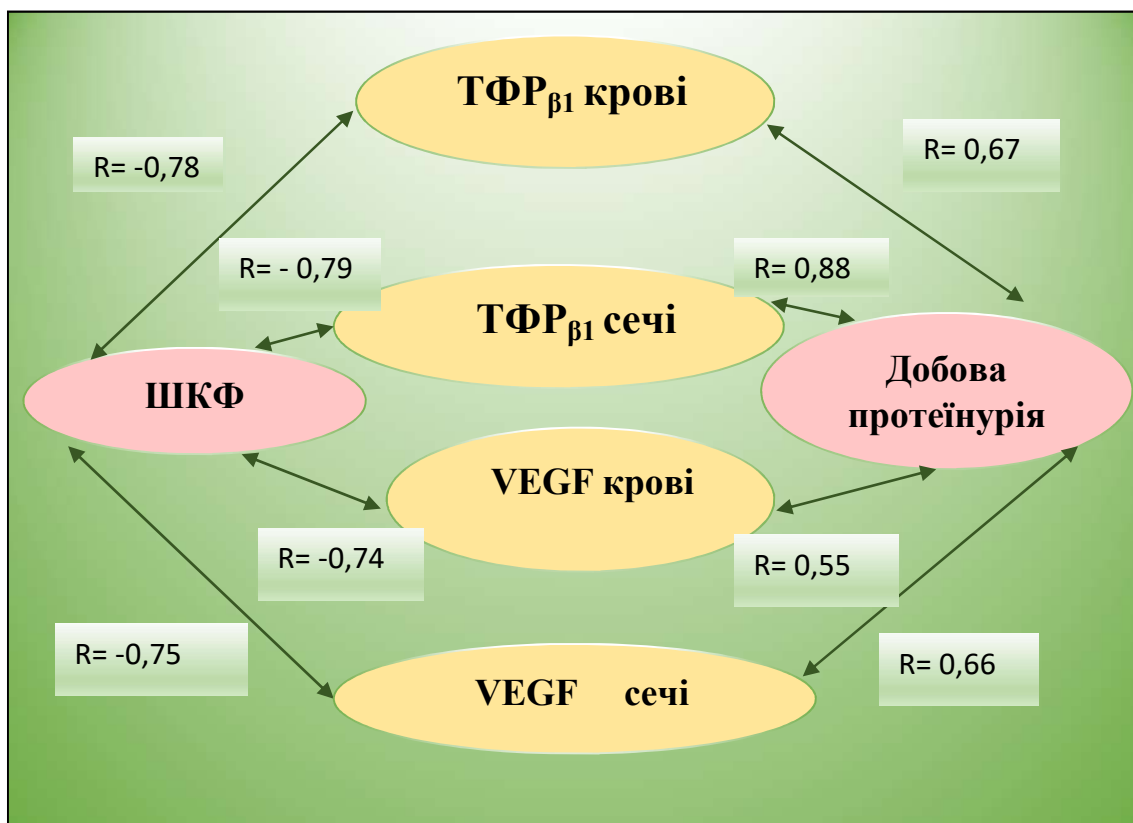 ТФРβ1 крові
R= -0,78
R= 0,67
R= - 0,79
R= 0,88
ТФРβ1 сечі
ШКФ
Добова
протеїнурія
VEGF крові
R= -0,74
R= 0,55
R= -0,75
R= 0,66
VEGF сечі